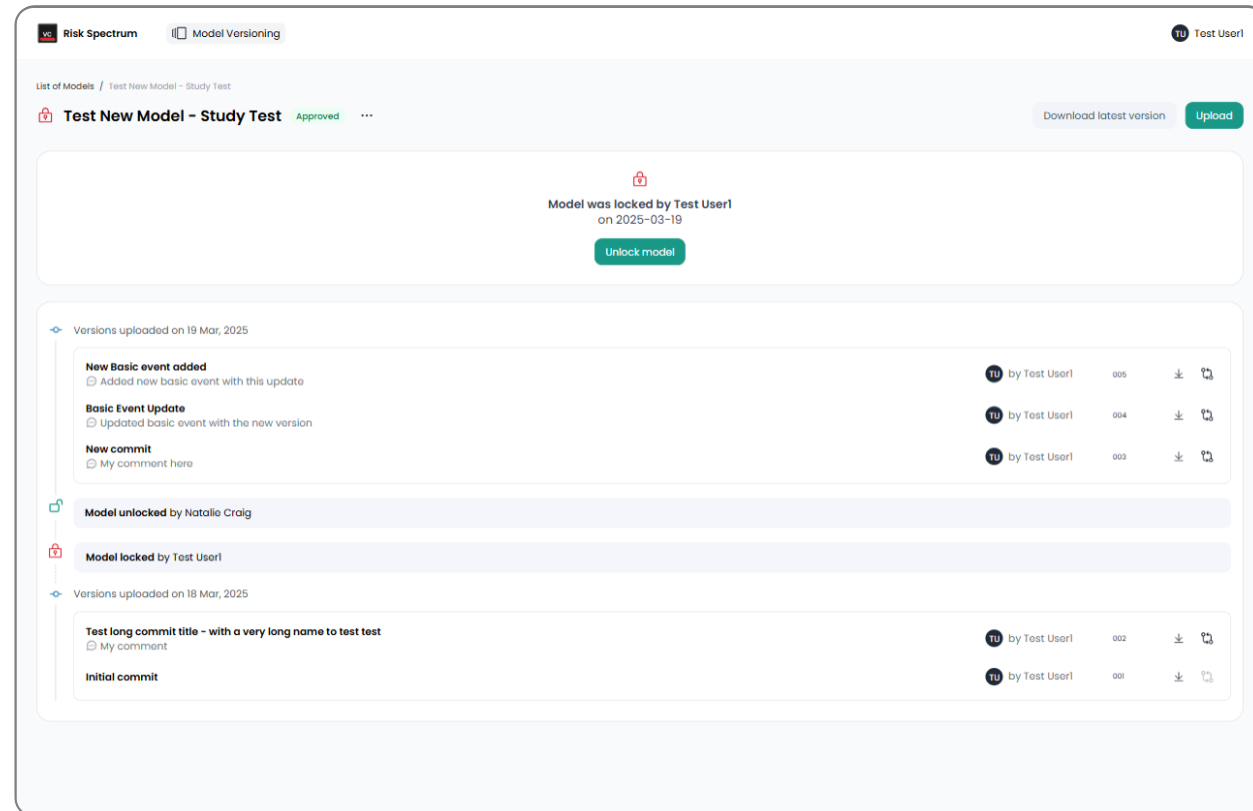 vc Risk Spectrum Model Versioning TU Test User1
List of Models / Test New Model - Study Test
Test New Model - Study Test Approved ··· Download latest version Upload
Model was locked by Test User1
on 2025-03-19
Unlock model
Versions uploaded on 19 Mar, 2025
New Basic event added
Added new basic event with this update
TU by Test User1 005
Basic Event Update
Updated basic event with the new version
TU by Test User1 004
New commit
My comment here
TU by Test User1 003
Model unlocked by Natalie Craig
Model locked by Test User1
Versions uploaded on 18 Mar, 2025
Test long commit title - with a very long name to test test
My comment
TU by Test User1 002
Initial commit TU by Test User1 001